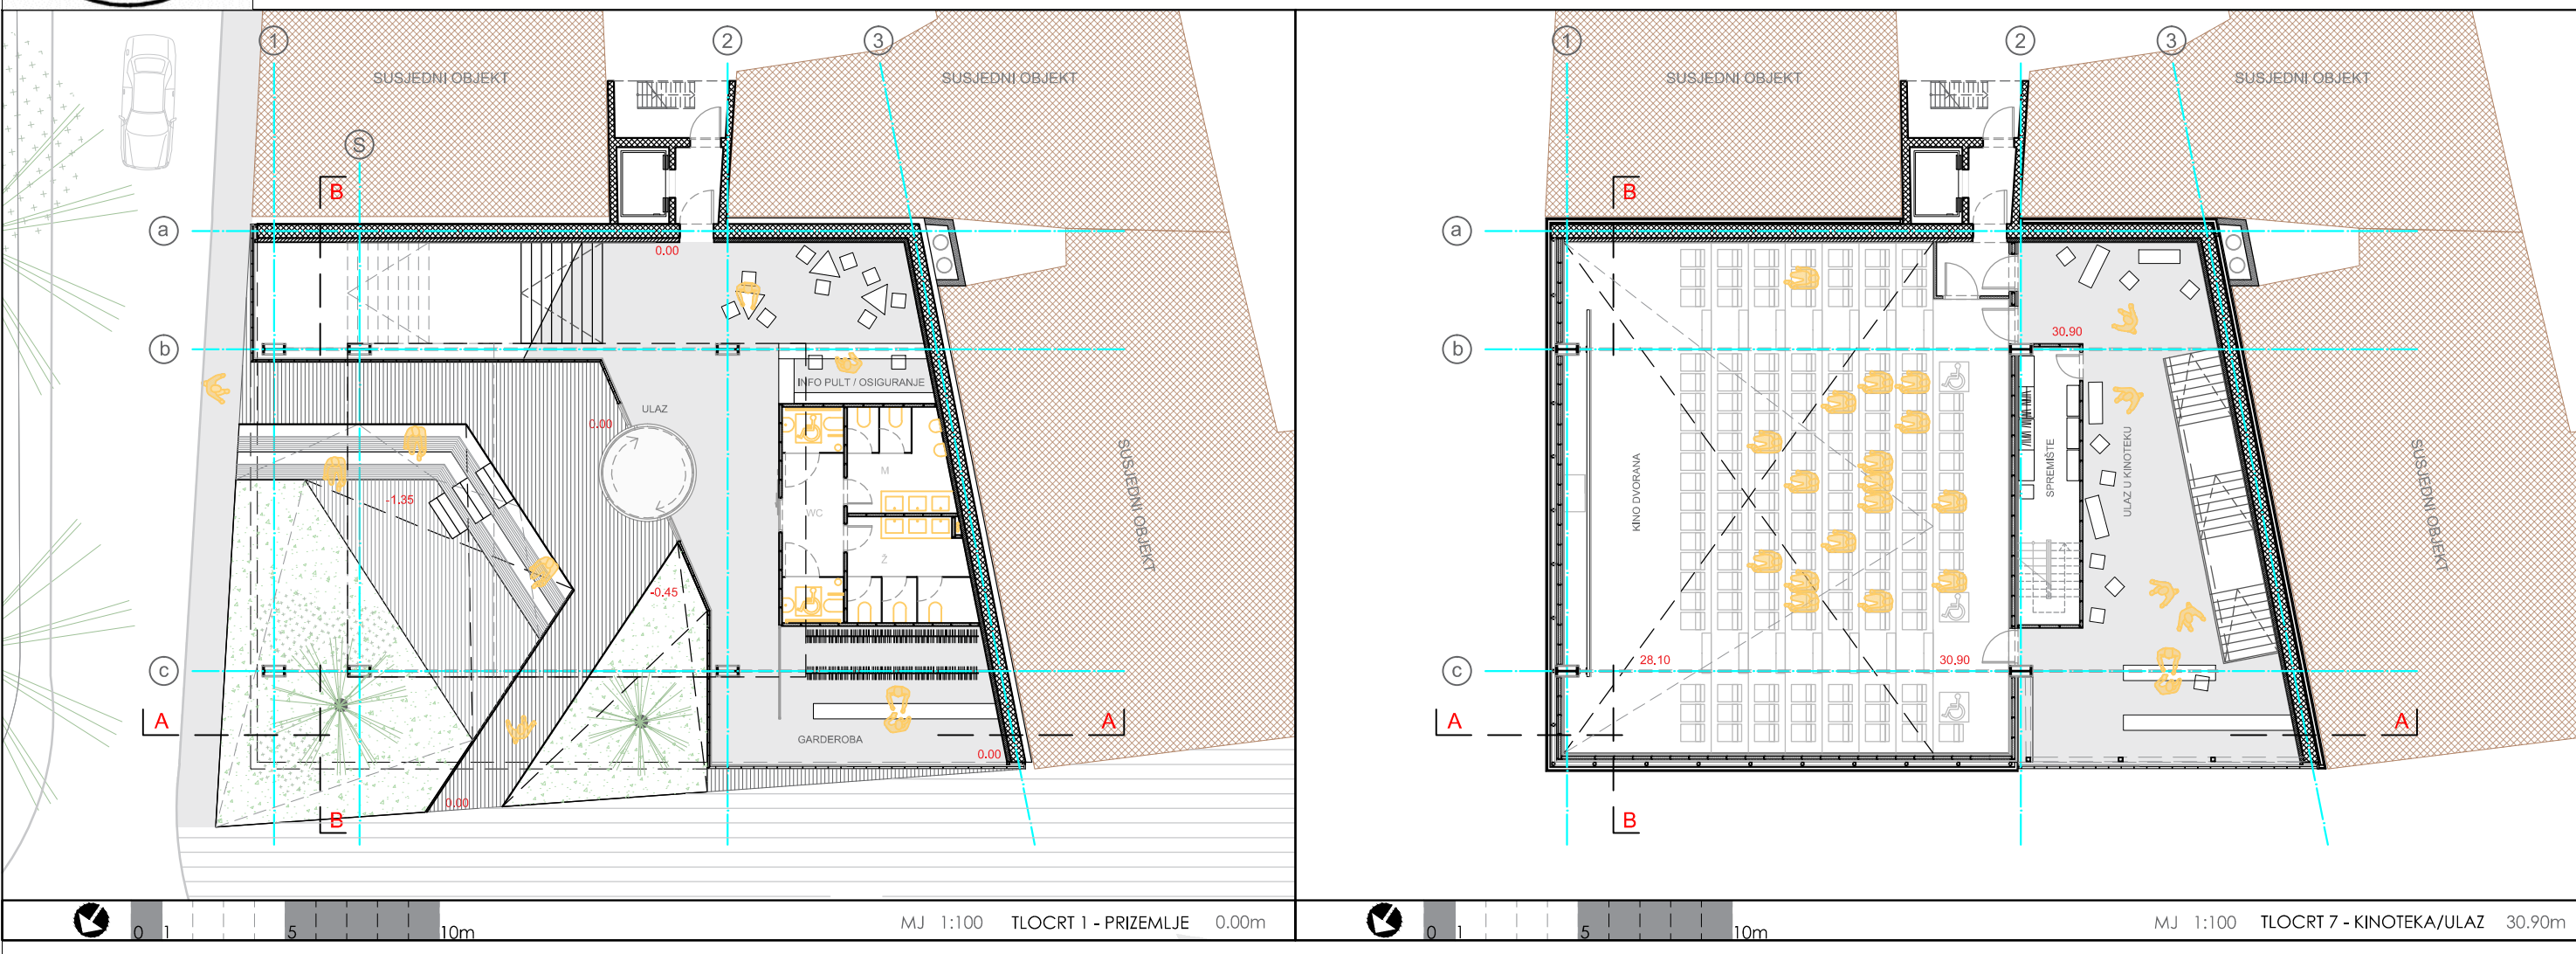 1
2
3
SUSJEDNI OBJEKT
SUSJEDNI OBJEKT
S
B
a
0.00
b
INFO PULT / OSIGURANJE
ULAZ
0.00
M
-1.35
WC
SUSJEDNI OBJEKT
Ž
-0.45
c
A
A
GARDEROBA
0.00
0.00
B
0 1 5 10m
MJ 1:100 TLOCRT 1 - PRIZEMLJE 0.00m
1
2
3
SUSJEDNI OBJEKT
SUSJEDNI OBJEKT
B
a
30,90
b
KINO DVORANA
SPREMIŠTE
ULAZ U KINOTEKU
SUSJEDNI OBJEKT
28,10
30,90
c
A
A
B
0 1 5 10m
MJ 1:100 TLOCRT 7 - KINOTEKA/ULAZ 30.90m